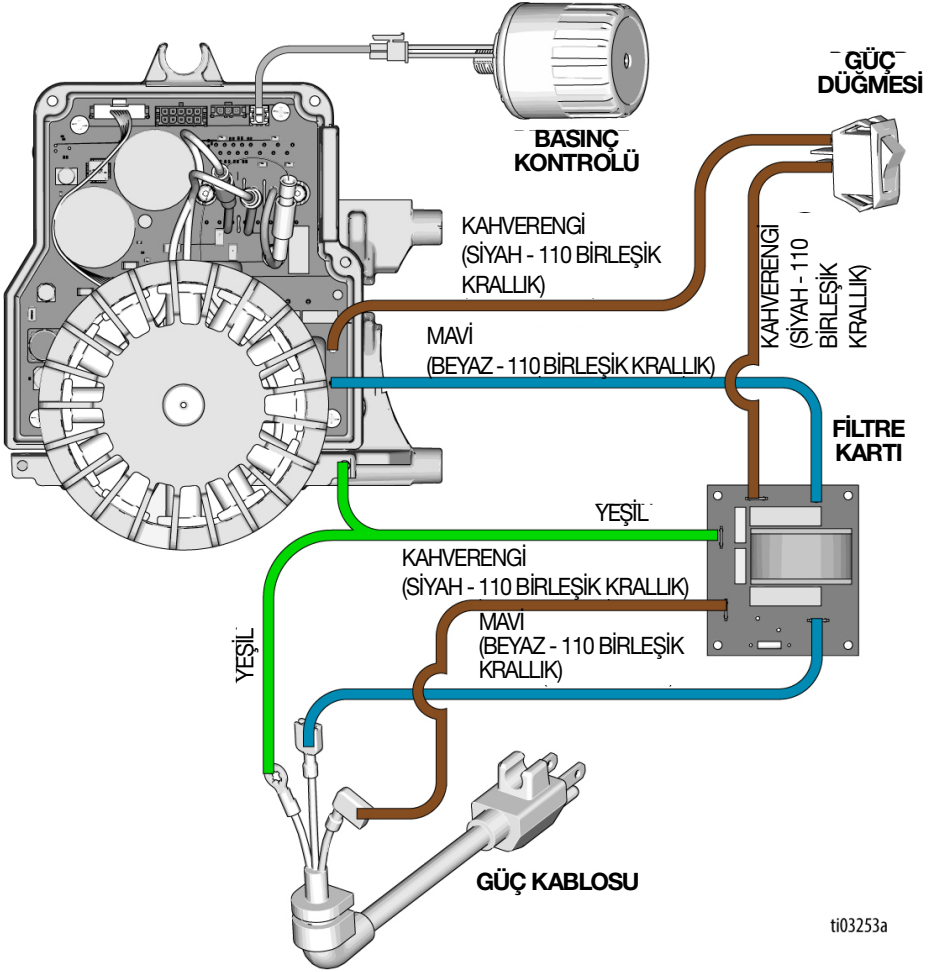 GÜÇ
DÜĞMESİ
BASINÇ
KONTROLÜ
KAHVERENGİ
(SİYAH - 110 BİRLEŞİK
KRALLIK)
KAHVERENGİ
(SİYAH - 110
BİRLEŞİK
KRALLIK)
MAVİ
(BEYAZ - 110 BİRLEŞİK KRALLIK)
FİLTRE
KARTI
YEŞİL
KAHVERENGİ
(SİYAH - 110 BİRLEŞİK KRALLIK)
MAVİ
(BEYAZ - 110 BİRLEŞİK
KRALLIK)
YEŞİL
GÜÇ KABLOSU
ti03253a